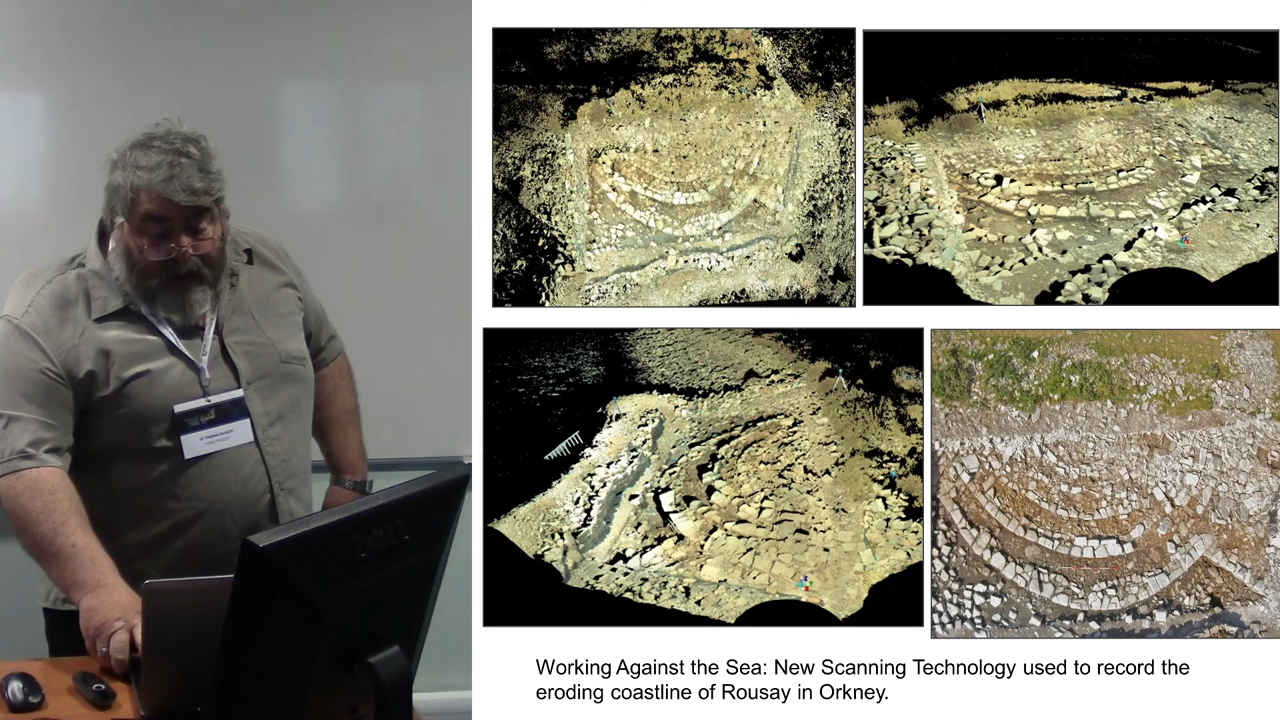 Working Against the Sea: New Scanning Technology used to record the
eroding coastline of Rousay in Orkney.